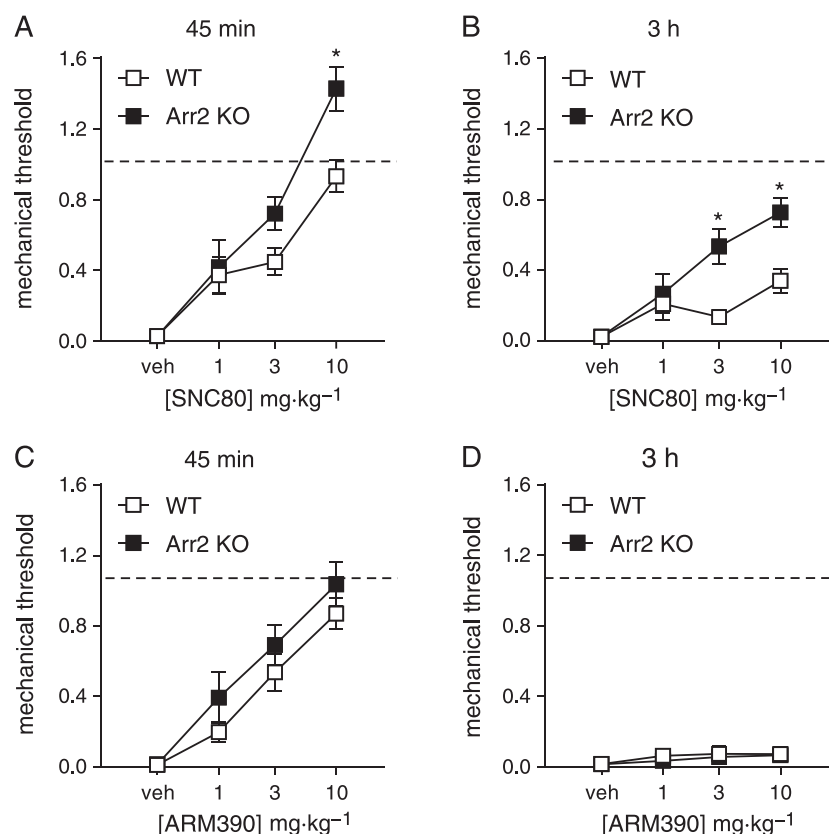 A
45 min
1.6
1.2
0.8
0.4
0.0
mechanical threshold
WT
Arr2 KO
*
veh
1
3
10
[SNC80] mg·kg–1
B
3 h
1.6
1.2
0.8
0.4
0.0
mechanical threshold
WT
Arr2 KO
*
*
veh
1
3
10
[SNC80] mg·kg–1
C
45 min
1.6
1.2
0.8
0.4
0.0
mechanical threshold
WT
Arr2 KO
veh
1
3
10
[ARM390] mg·kg–1
D
3 h
1.6
1.2
0.8
0.4
0.0
mechanical threshold
WT
Arr2 KO
veh
1
3
10
[ARM390] mg·kg–1